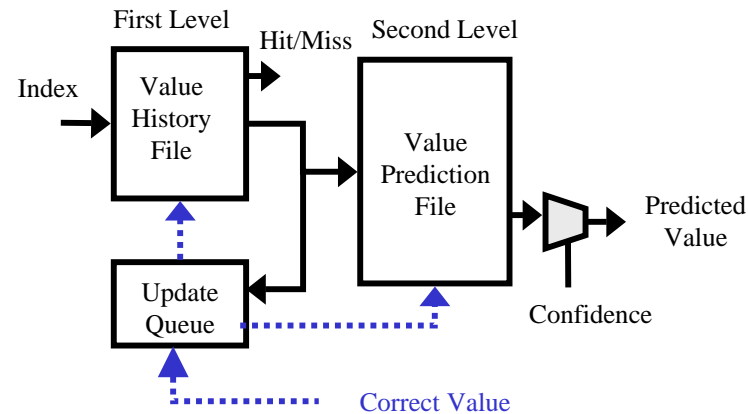 First Level
Hit/Miss
Second Level
Index
Value
History
File
Value
Prediction
File
Predicted
Value
Update
Queue
Confidence
Correct Value